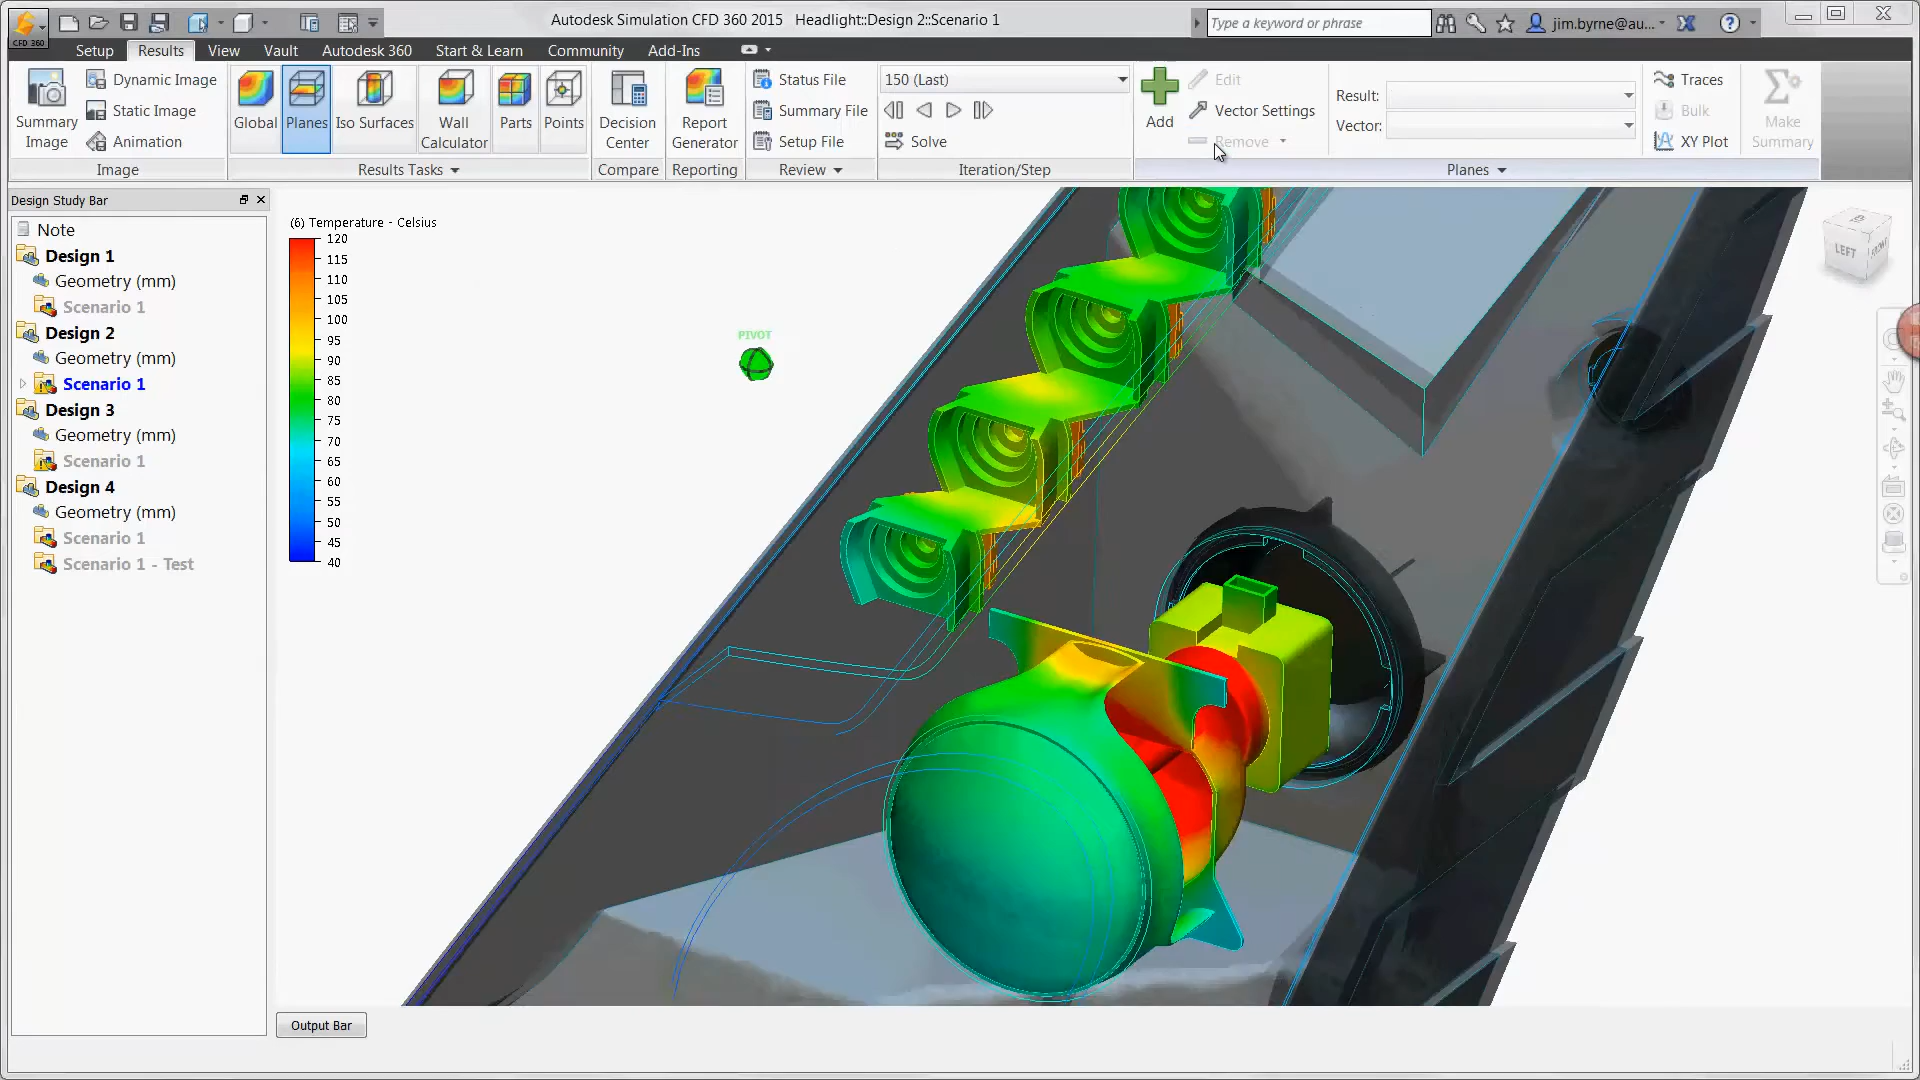 Autodesk Simulation CFD 360 2015 Headlight::Design 2::Scenario 1
Type a keyword or phrase
jim.byrne@au...
CFD 360
Setup
Results
View
Vault
Autodesk 360
Start & Learn
Community
Add-Ins
Summary Image
Dynamic Image
Static Image
Animation
Image
Global
Planes
Iso Surfaces
Wall Calculator
Parts
Points
Results Tasks
Decision Center
Compare
Report Generator
Reporting
Status File
Summary File
Setup File
Review
150 (Last)
Solve
Iteration/Step
Add
Edit
Vector Settings
Remove
Result:
Vector:
Traces
Bulk
XY Plot
Make Summary
Planes
Design Study Bar
Note
Design 1
Geometry (mm)
Scenario 1
Design 2
Geometry (mm)
Scenario 1
Design 3
Geometry (mm)
Scenario 1
Design 4
Geometry (mm)
Scenario 1
Scenario 1 - Test
(6) Temperature - Celsius
120
115
110
105
100
95
90
85
80
75
70
65
60
55
50
45
40
PIVOT
LEFT
FRONT
Output Bar